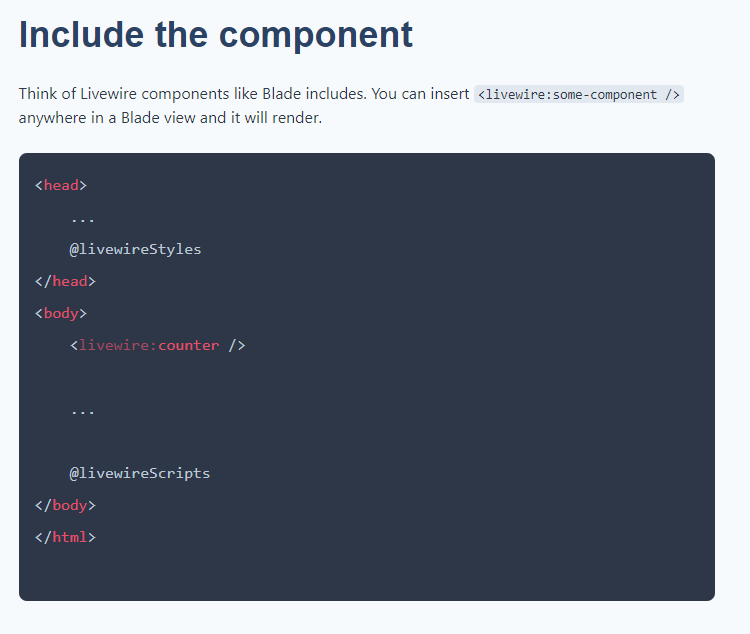 Include the component
Think of Livewire components like Blade includes. You can insert <livewire:some-component />
anywhere in a Blade view and it will render.
<head>
    ...
    @livewireStyles
</head>
<body>
    <livewire:counter />
    ...
    @livewireScripts
</body>
</html>